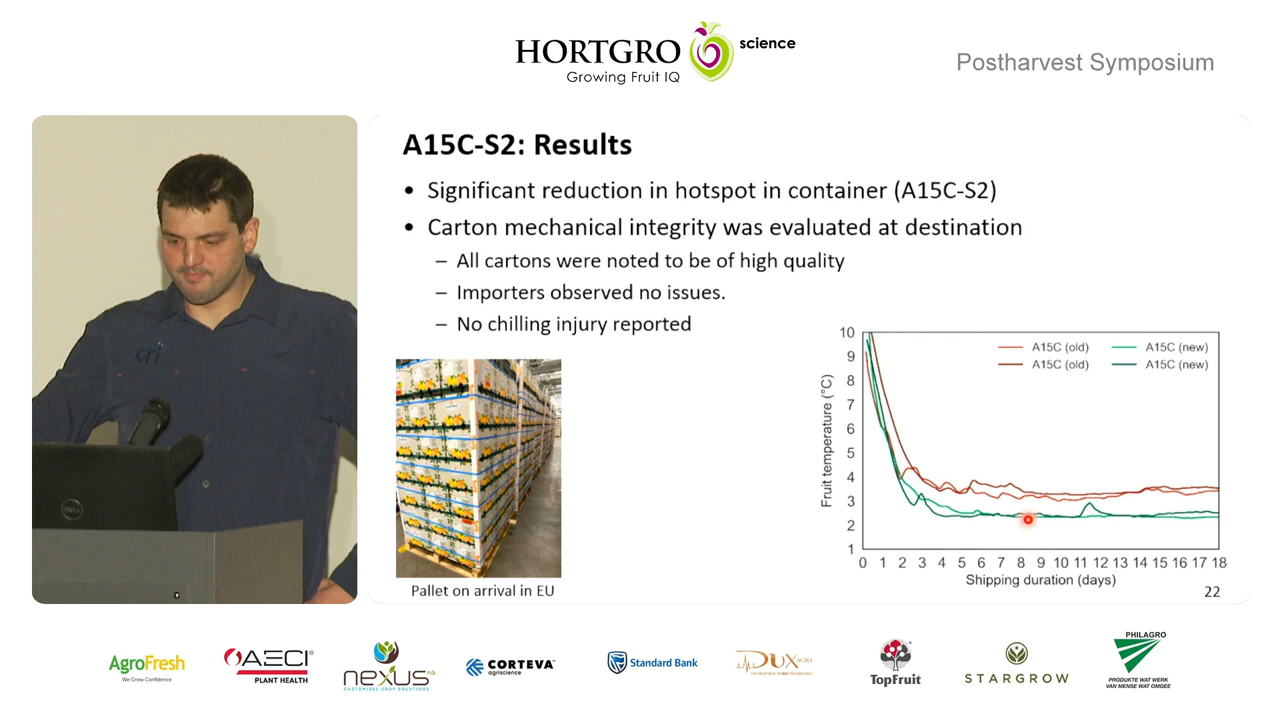 HORTGRO science
Growing Fruit IQ
Postharvest Symposium
A15C-S2: Results
• Significant reduction in hotspot in container (A15C-S2)
• Carton mechanical integrity was evaluated at destination
– All cartons were noted to be of high quality
– Importers observed no issues.
– No chilling injury reported
cri
DELL
Pallet on arrival in EU
A15C (old) A15C (new)
A15C (old) A15C (new)
Fruit temperature (°C)
10
9
8
7
6
5
4
3
2
1
0 1 2 3 4 5 6 7 8 9 10 11 12 13 14 15 16 17 18
Shipping duration (days)
22
AgroFresh
We Grow Confidence
AECI
PLANT HEALTH
nexus AG
CUSTOMISED CROP SOLUTIONS
CORTEVA
agriscience
Standard Bank
DUX AGRI
TopFruit
STARGROW
PHILAGRO
PRODUKTE WAT WERK
VAN MENSE WAT OMGEE